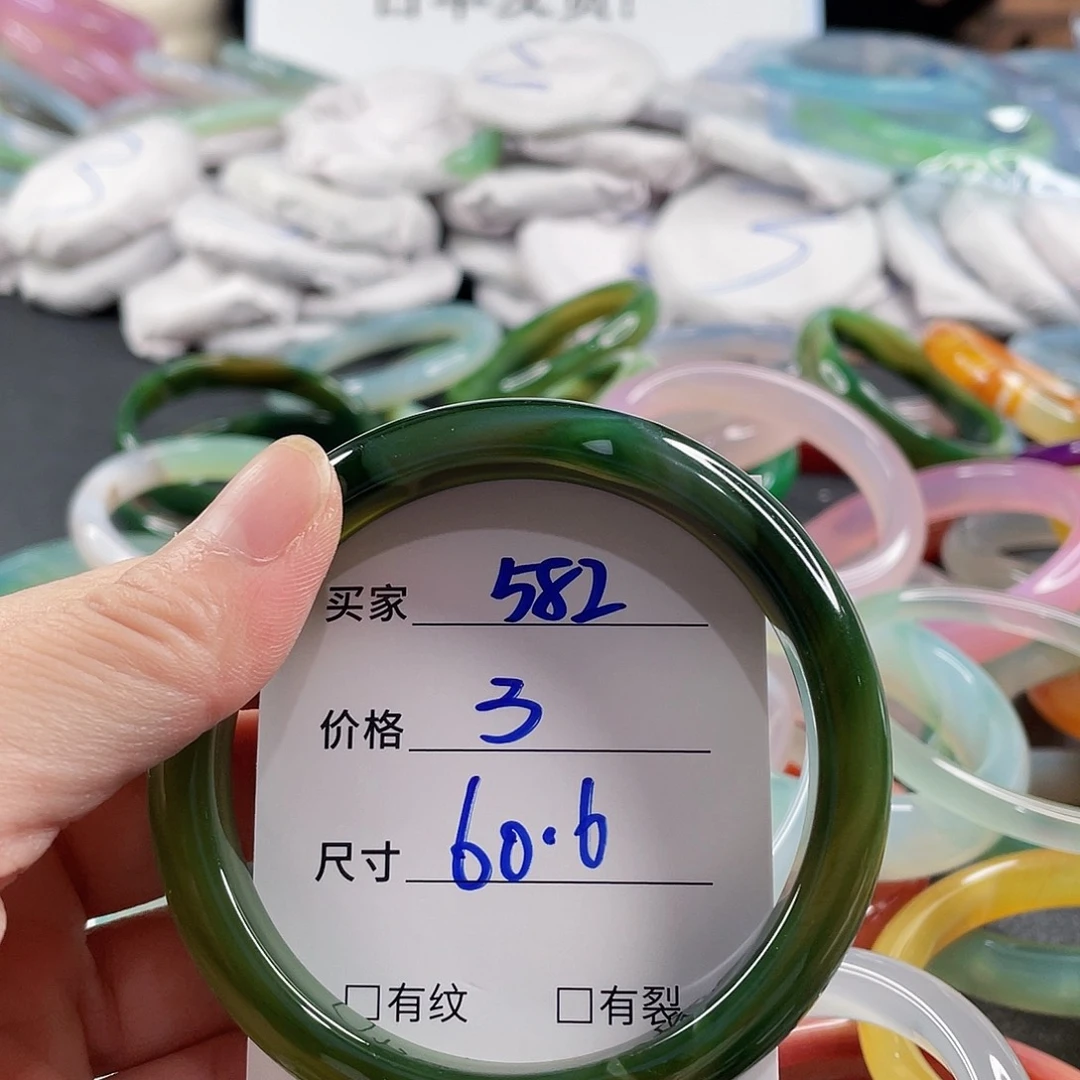 买家 582
价格 3
尺寸 60.6
□有纹 □有裂